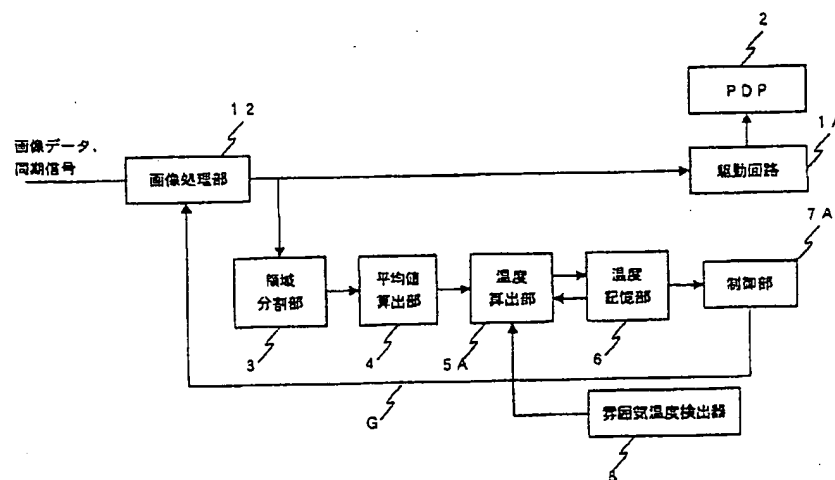 2
PDP
12
1A
画像データ、
同期信号
画像処理部
駆動回路
7A
領域
分割部
平均値
算出部
温度
算出部
温度
記憶部
制御部
3
4
5A
6
G
雰囲気温度検出器
8